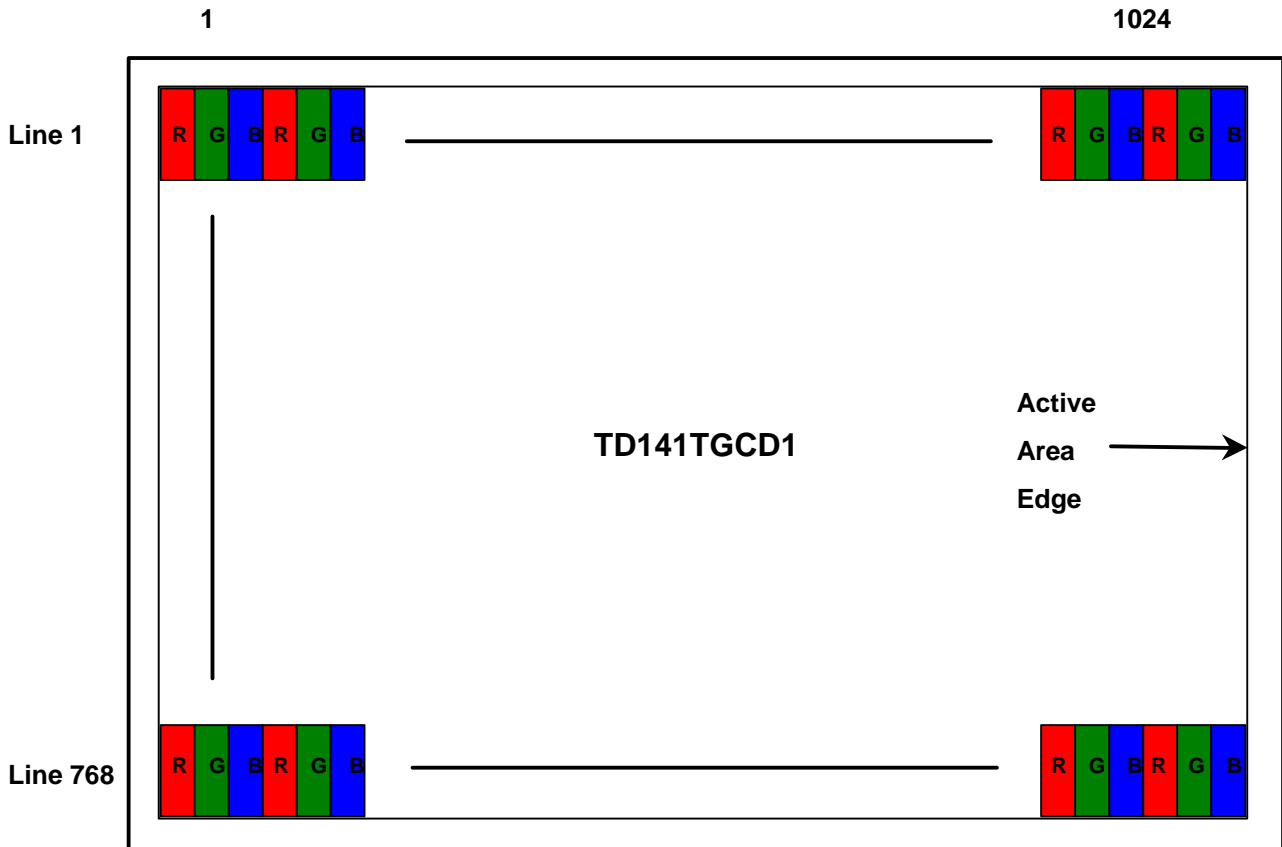 1 1024
Line 1
R G B R G B R G B R G B
TD141TGCD1
Active
Area
Edge
Line 768
R G B R G B R G B R G B